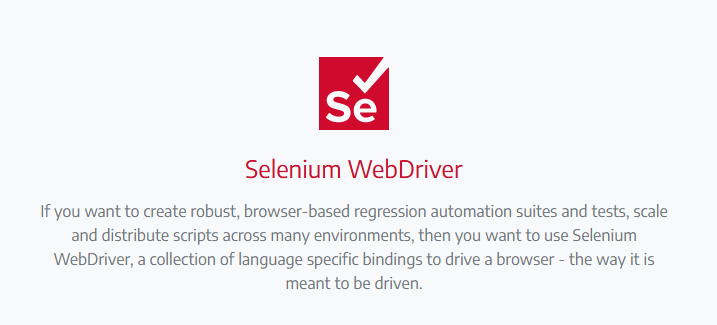 Se
Selenium WebDriver
If you want to create robust, browser-based regression automation suites and tests, scale
and distribute scripts across many environments, then you want to use Selenium
WebDriver, a collection of language specific bindings to drive a browser - the way it is
meant to be driven.